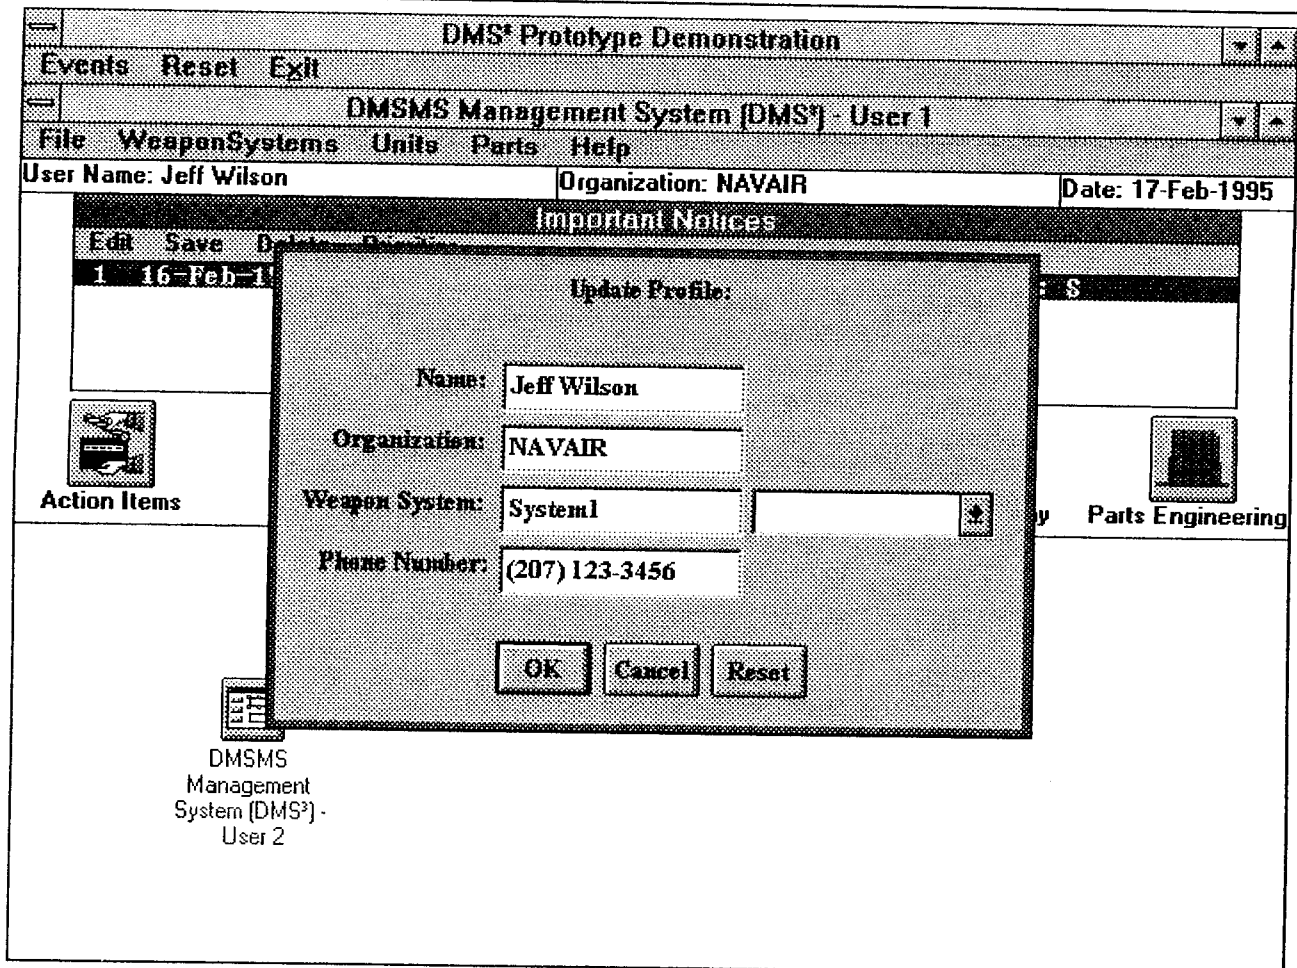 DMS³ Prototype Demonstration
Events Reset Exit
DMSMS Management System (DMS³) - User 1
File WeaponSystems Units Parts Help
User Name: Jeff Wilson Organization: NAVAIR Date: 17-Feb-1995
Important Notices
Edit Save
1 16-Feb-1 S
Update Profile:
Name: Jeff Wilson
Organization: NAVAIR
Weapon System: System1
Phone Number: (207) 123-3456
OK Cancel Reset
Action Items y Parts Engineering
DMSMS
Management
System (DMS³) -
User 2